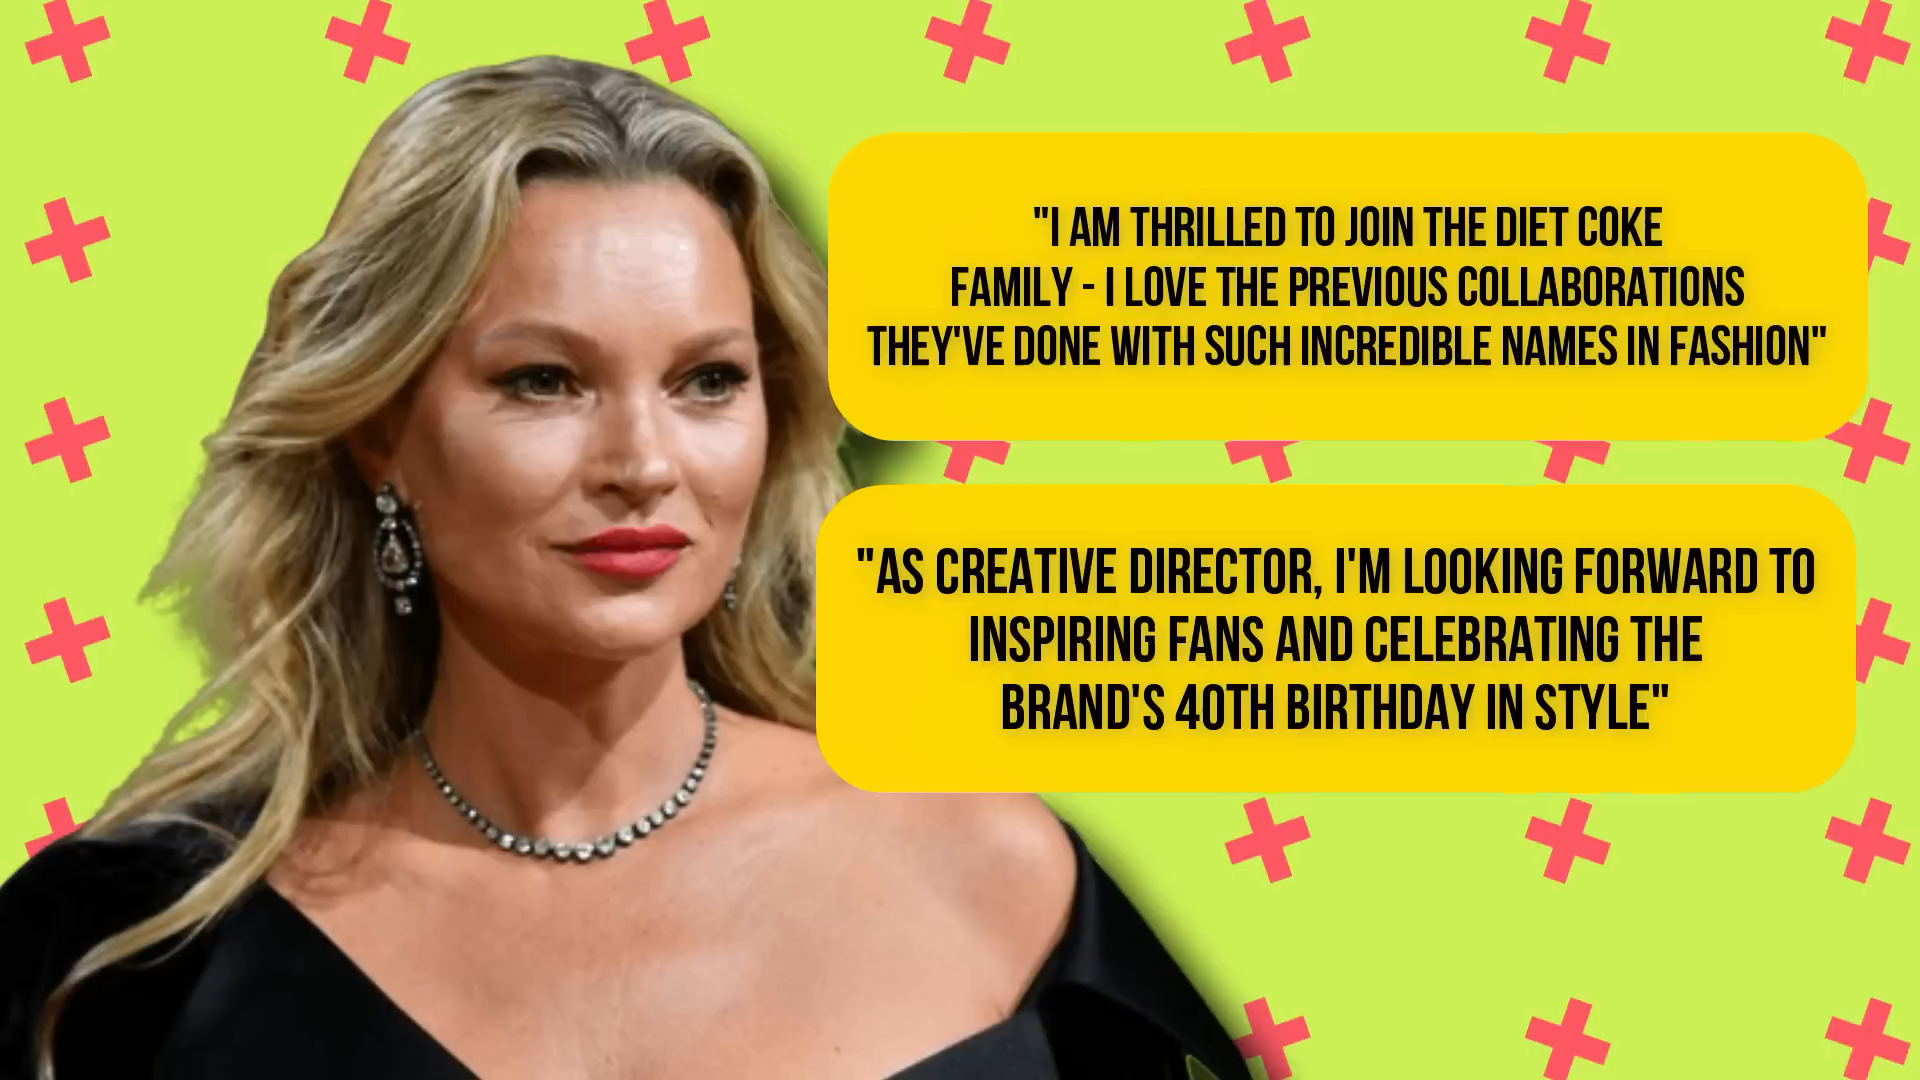 "I AM THRILLED TO JOIN THE DIET COKE
FAMILY - I LOVE THE PREVIOUS COLLABORATIONS
THEY'VE DONE WITH SUCH INCREDIBLE NAMES IN FASHION"
"AS CREATIVE DIRECTOR, I'M LOOKING FORWARD TO
INSPIRING FANS AND CELEBRATING THE
BRAND'S 40TH BIRTHDAY IN STYLE"